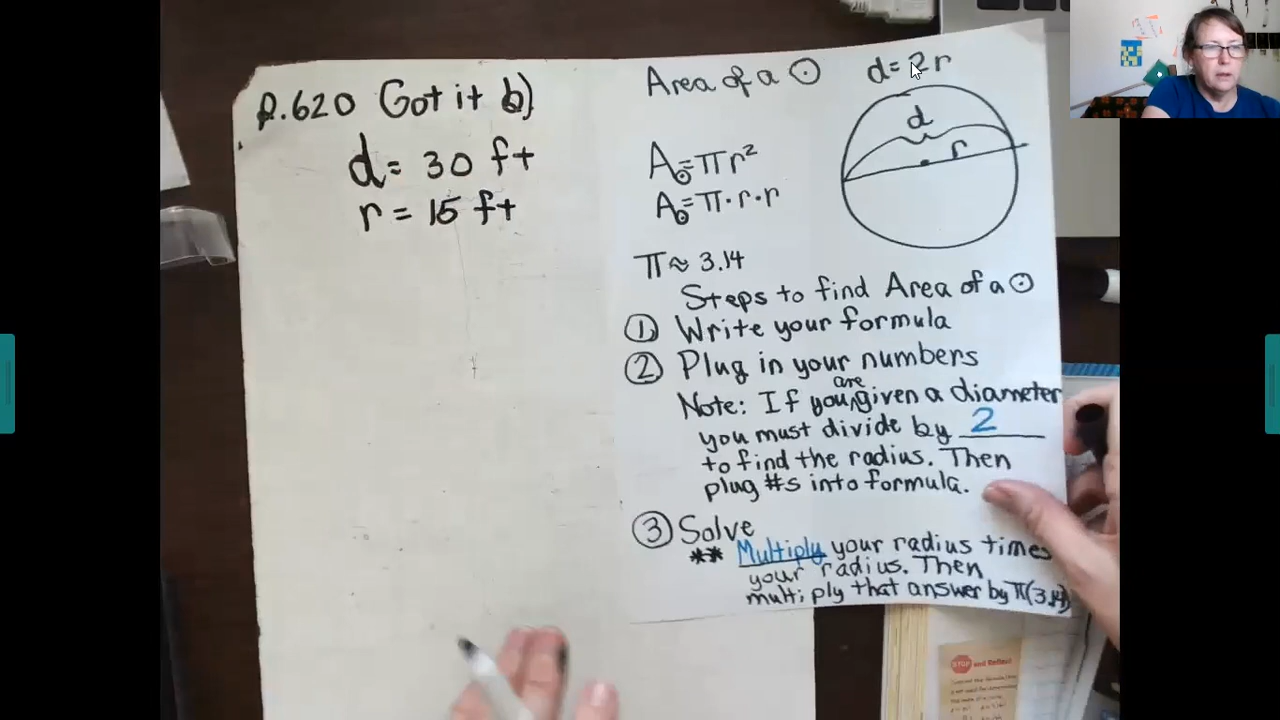 P.620 Got it b)
d = 30 ft
r = 15 ft
Area of a ⊙
d = 2r
d
r
A⊙ = πr²
A⊙ = π·r·r
π ≈ 3.14
Steps to find Area of a ⊙
① Write your formula
② Plug in your numbers
Note: If you are given a diameter
you must divide by 2
to find the radius. Then
plug #s into formula.
③ Solve
** Multiply your radius times
your radius. Then
multiply that answer by π(3.14)
STOP and Reflect